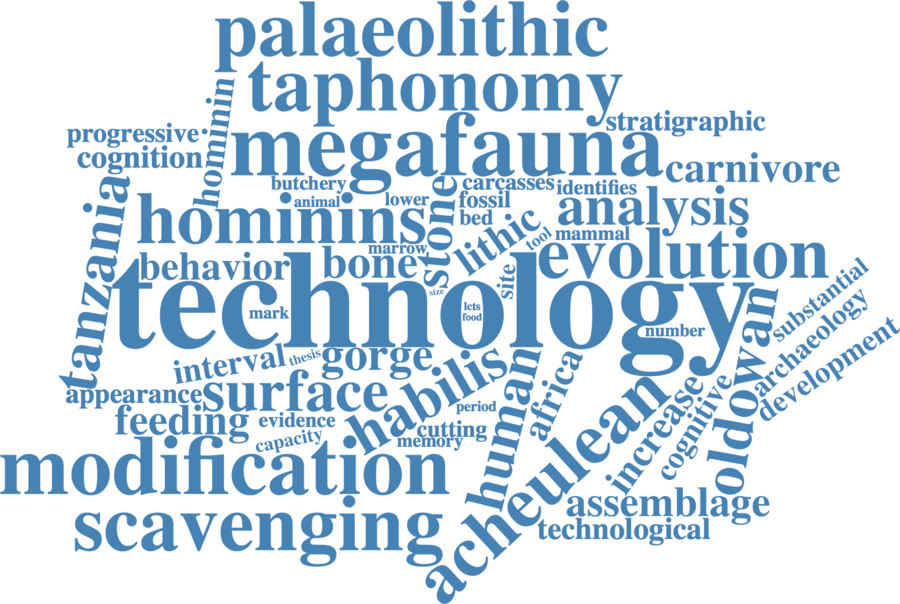 palaeolithic
taphonomy
hominin
stratigraphic
progressive
megafauna
cognition
carnivore
butchery
stone
carcasses
identifies
tanzania
animal
lower
fossil
analysis
hominins
bed
lithic
tool
mammal
marrow
evolution
behavior
bone
site
size
technology
mark
lcts
food
number
substantial
archaeology
development
interval
thesis
gorge
habilis
human
africa
oldowan
appearance
surface
increase
cognitive
acheulean
feeding
evidence
period
capacity
cutting
memory
modification
assemblage
scavenging
technological